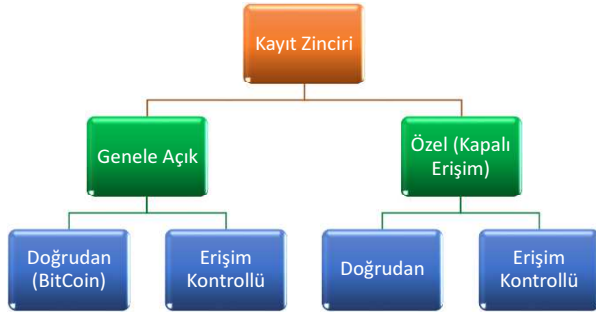 Kayıt Zinciri
Genele Açık
Özel (Kapalı
Erişim)
Doğrudan
(BitCoin)
Erişim
Kontrollü
Doğrudan
Erişim
Kontrollü